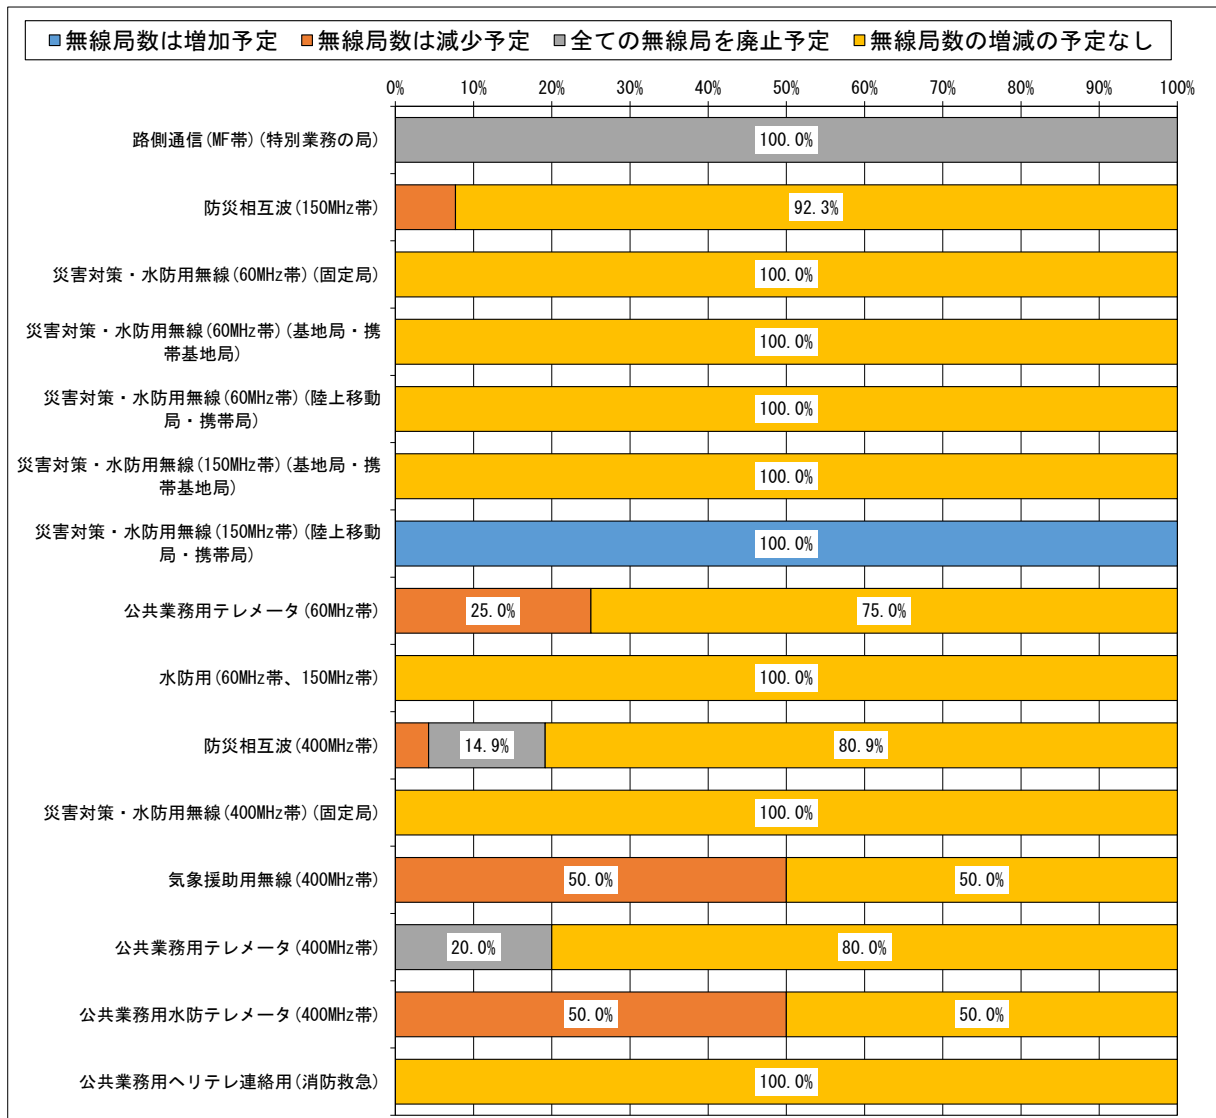 ■無線局数は増加予定 ■無線局数は減少予定 ■全ての無線局を廃止予定 ■無線局数の増減の予定なし
0% 10% 20% 30% 40% 50% 60% 70% 80% 90% 100%
路側通信(MF帯)(特別業務の局)
100.0%
防災相互波(150MHz帯)
92.3%
災害対策・水防用無線(60MHz帯)(固定局)
100.0%
災害対策・水防用無線(60MHz帯)(基地局・携
帯基地局)
100.0%
災害対策・水防用無線(60MHz帯)(陸上移動
局・携帯局)
100.0%
災害対策・水防用無線(150MHz帯)(基地局・携
帯基地局)
100.0%
災害対策・水防用無線(150MHz帯)(陸上移動
局・携帯局)
100.0%
公共業務用テレメータ(60MHz帯)
25.0% 75.0%
水防用(60MHz帯、150MHz帯)
100.0%
防災相互波(400MHz帯)
14.9% 80.9%
災害対策・水防用無線(400MHz帯)(固定局)
100.0%
気象援助用無線(400MHz帯)
50.0% 50.0%
公共業務用テレメータ(400MHz帯)
20.0% 80.0%
公共業務用水防テレメータ(400MHz帯)
50.0% 50.0%
公共業務用ヘリテレ連絡用(消防救急)
100.0%